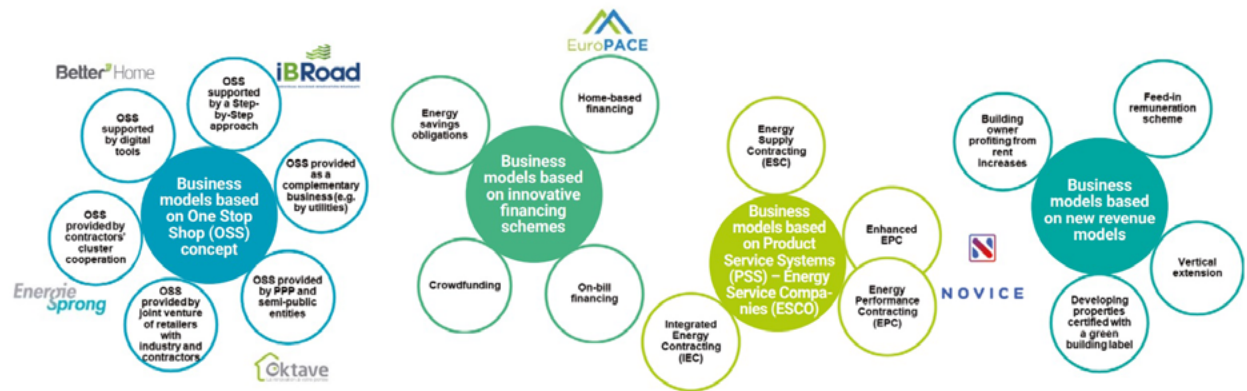 Better Home
iBRoad
OSS
supported
by a Step-
by-Step
approach
OSS
supported
by digital
tools
OSS provided
as a
complementary
business (e.g.
by utilities)
Business
models based
on One Stop
Shop (OSS)
concept
OSS
provided by
contractors'
cluster
cooperation
OSS provided
by PPP and
semi-public
entities
OSS
provided by
joint venture
of retailers
with
industry and
contractors
Energie
Sprong
Oktave
EuroPACE
Energy
savings
obligations
Home-based
financing
Business
models based
on innovative
financing
schemes
Crowdfunding
On-bill
financing
Energy
Supply
Contracting
(ESC)
Business
models based
on Product
Service Systems
(PSS) – Energy
Service Compa-
nies (ESCO)
Enhanced
EPC
Energy
Performance
Contracting
(EPC)
Integrated
Energy
Contracting
(IEC)
N
NOVICE
Building
owner
profiting from
rent
increases
Feed-in
remuneration
scheme
Business
models based
on new revenue
models
Vertical
extension
Developing
properties
certified with
a green
building label